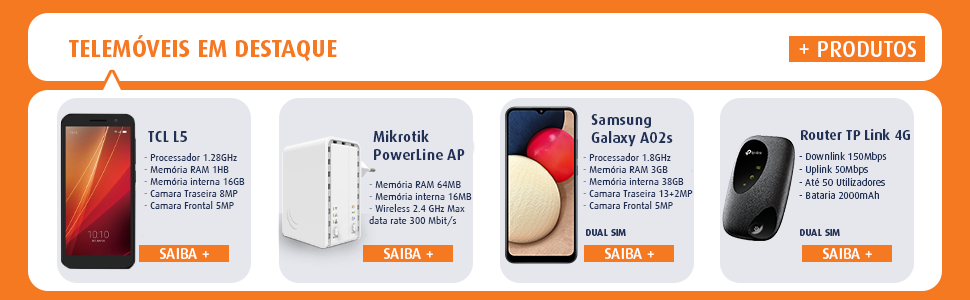 TELEMÓVEIS EM DESTAQUE
+ PRODUTOS
TCL L5
- Processador 1.28GHz
- Memória RAM 1HB
- Memória interna 16GB
- Camara Traseira 8MP
- Camara Frontal 5MP
10:10
SAIBA +
Mikrotik
PowerLine AP
- Memória RAM 64MB
- Memória interna 16MB
- Wireless 2.4 GHz Max
data rate 300 Mbit/s
SAIBA +
Samsung
Galaxy A02s
- Processador 1.8GHz
- Memória RAM 3GB
- Memória interna 38GB
- Camara Traseira 13+2MP
- Camara Frontal 5MP
DUAL SIM
SAIBA +
Router TP Link 4G
- Downlink 150Mbps
- Uplink 50Mbps
- Até 50 Utilizadores
- Bataria 2000mAh
DUAL SIM
SAIBA +